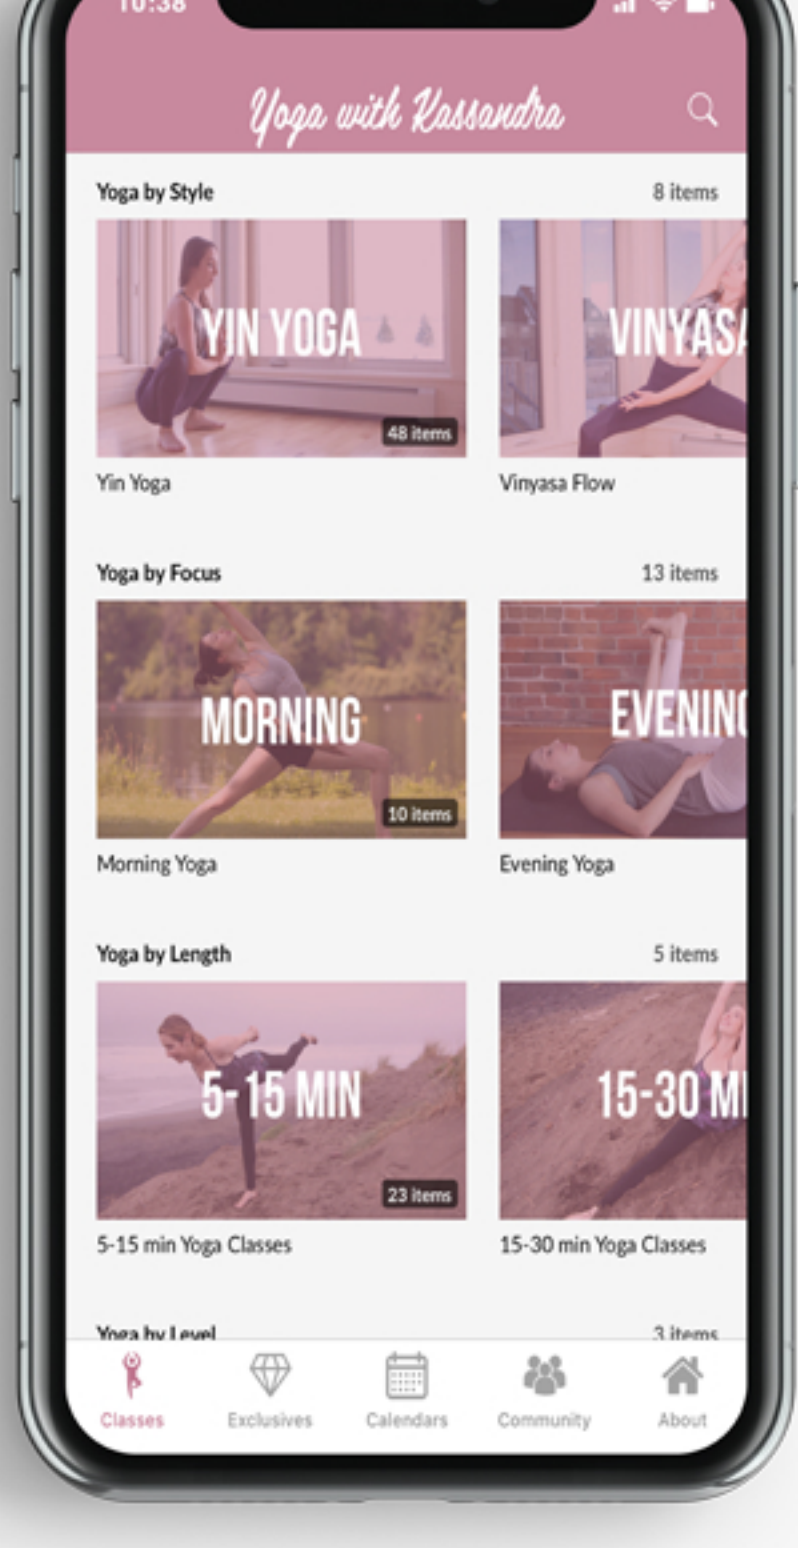 10:38
Yoga with Kassandra
Yoga by Style 8 items
YIN YOGA
48 items
VINYASA
Yin Yoga Vinyasa Flow
Yoga by Focus 13 items
MORNING
10 items
EVENING
Morning Yoga Evening Yoga
Yoga by Length 5 items
5-15 MIN
23 items
15-30 MI
5-15 min Yoga Classes 15-30 min Yoga Classes
Yoga by Level 3 items
Classes Exclusives Calendars Community About